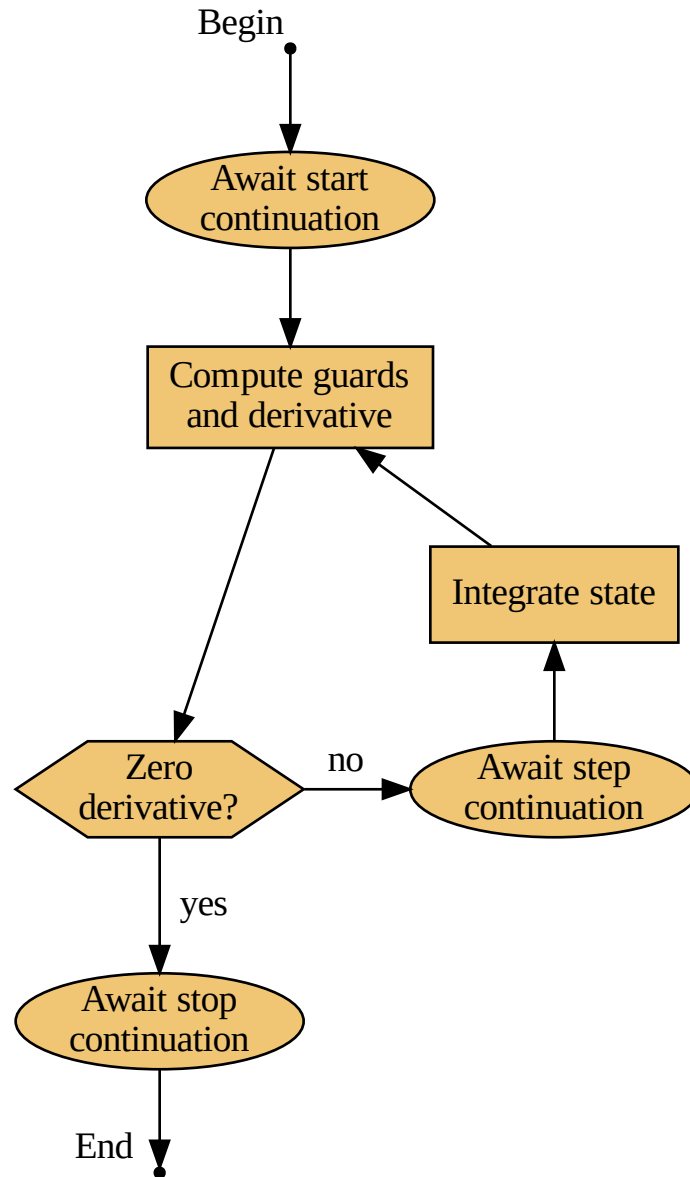 Begin
Await start
continuation
Compute guards
and derivative
Integrate state
Zero
derivative?
no
Await step
continuation
yes
Await stop
continuation
End